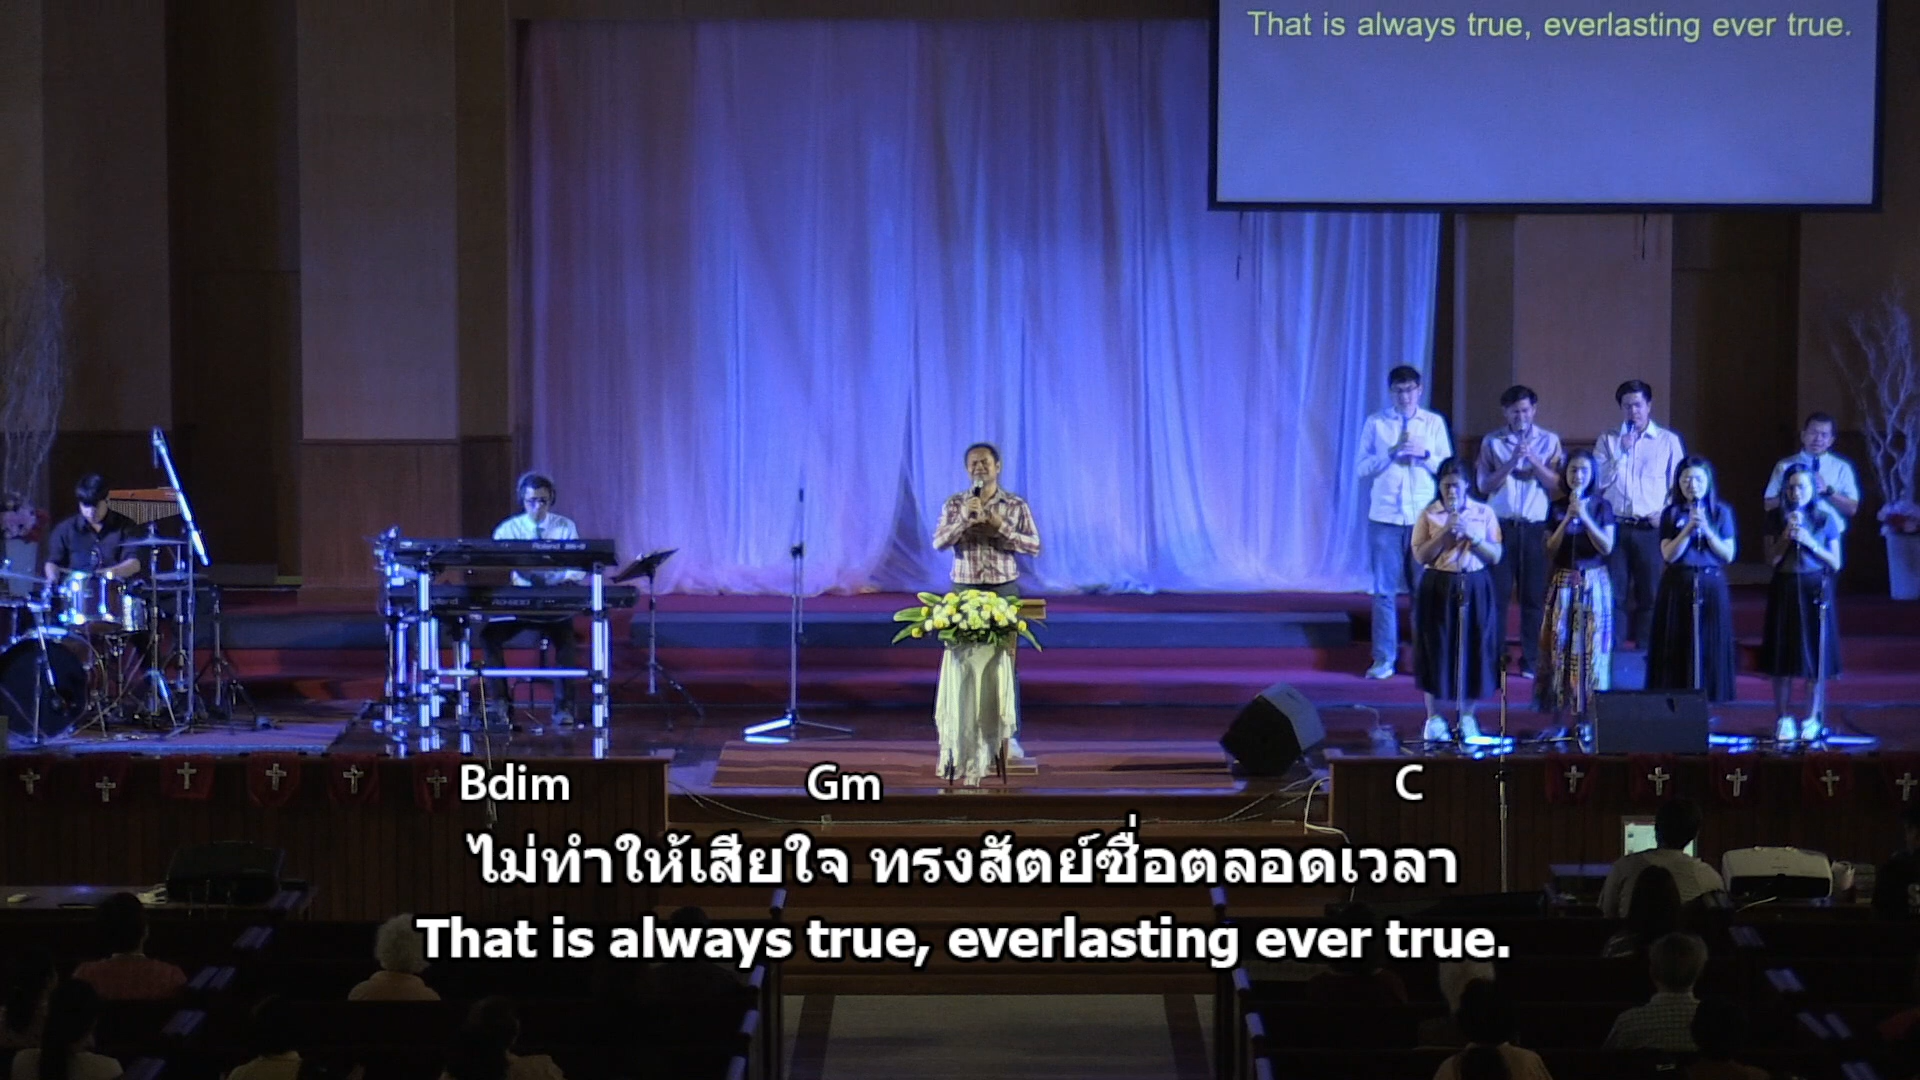 That is always true, everlasting ever true.
Roland
Bdim Gm C
ไม่ทำให้เสียใจ ทรงสัตย์ซื่อตลอดเวลา
That is always true, everlasting ever true.